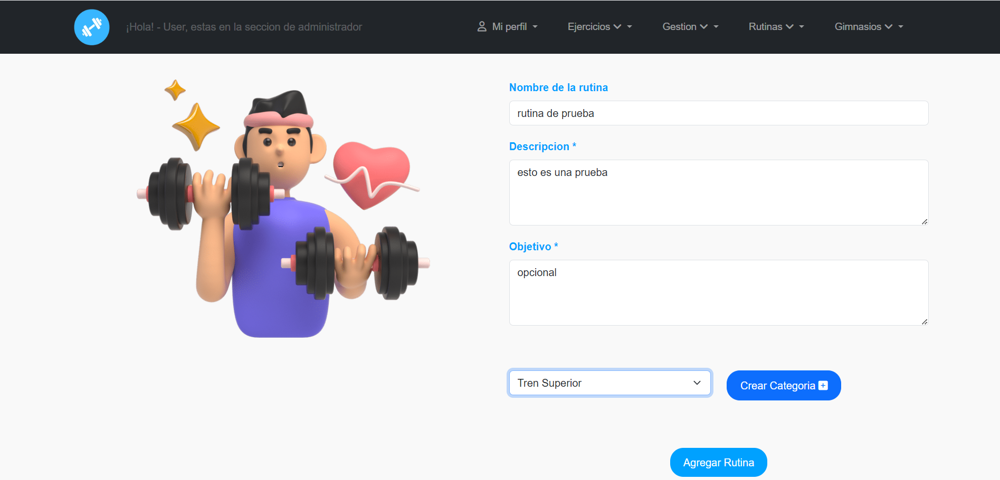 ¡Hola! - User, estas en la seccion de administrador
Mi perfil
Ejercicios
Gestion
Rutinas
Gimnasios
Nombre de la rutina
rutina de prueba
Descripcion *
esto es una prueba
Objetivo *
opcional
Tren Superior
Crear Categoria
Agregar Rutina